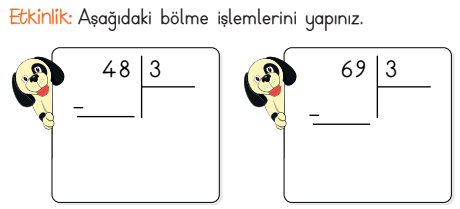 Etkinlik: Aşağıdaki bölme işlemlerini yapınız.
48 3 69 3
- -